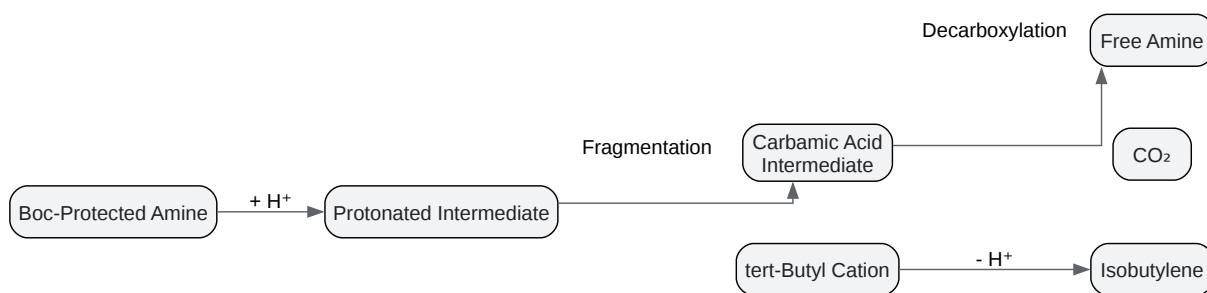 Decarboxylation
Free Amine
Fragmentation
Carbamic Acid
Intermediate
CO₂
Boc-Protected Amine
+ H⁺
Protonated Intermediate
tert-Butyl Cation
- H⁺
Isobutylene